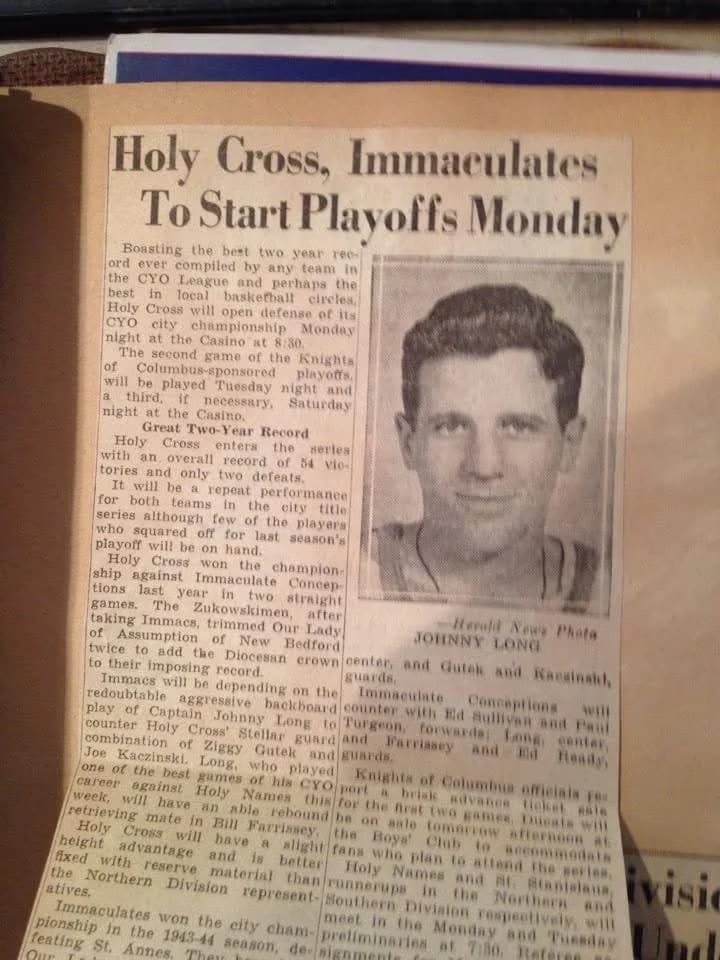 Holy Cross, Immaculates
To Start Playoffs Monday
Boasting the best two year rec-
ord ever compiled by any team in
the CYO League and perhaps the
best in local basketball circles,
Holy Cross will open defense of its
CYO city championship Monday
night at the Casino at 8:30.
The second game of the Knights
of Columbus-sponsored playoffs,
will be played Tuesday night and
a third, if necessary, Saturday
night at the Casino.
Great Two-Year Record
Holy Cross enters the series
with an overall record of 54 vic-
tories and only two defeats.
It will be a repeat performance
for both teams in the city title
series although few of the players
who squared off for last season's
playoff will be on hand.
Holy Cross won the champion-
ship against Immaculate Concep-
tions last year in two straight
games. The Zukowskimen, after
taking Immacs, trimmed Our Lady
of Assumption of New Bedford
twice to add the Diocesan crown
to their imposing record.
Immacs will be depending on the
redoubtable aggressive backboard
play of Captain Johnny Long to
counter Holy Cross' Stellar guard
combination of Ziggy Gutek and
Joe Kaczinski. Long, who played
one of the best games of his CYO
career against Holy Names this
week, will have an able rebound
retrieving mate in Bill Farrissey.
Holy Cross will have a slight
height advantage and is better
fixed with reserve material than
the Northern Division represent-
atives.
Immaculates won the city cham-
pionship in the 1943-44 season, de-
feating St. Annes. They
Our
—Herald News Photo
JOHNNY LONG
center, and Gutek and Kacsinski,
guards.
Immaculate Conceptions will
counter with Ed Sullivan and Paul
Turgeon, forwards; Long, center,
and Farrissey and Ed Ready,
guards.
Knights of Columbus officials re-
port a brisk advance ticket sale
for the first two games. Ducats will
be on sale tomorrow afternoon at
the Boys' Club to accommodate
fans who plan to attend the series.
Holy Names and St. Stanislaus,
runnerups in the Northern and
Southern Division respectively, will
meet in the Monday and Tuesday
preliminaries at 7:30. Referee as-
signments